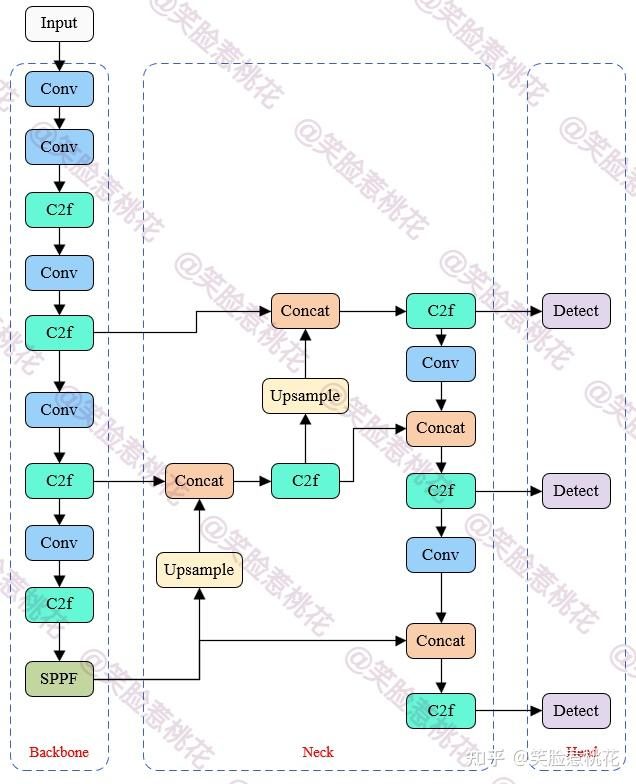 Input
Conv
Conv
C2f
Conv
C2f
Conv
C2f
Conv
C2f
SPPF
Backbone
Concat
C2f
Detect
Conv
Upsample
Concat
Concat
C2f
C2f
Detect
Conv
Upsample
Concat
C2f
Detect
Neck
Head
知乎 @笑脸惹桃花
@笑脸惹桃花